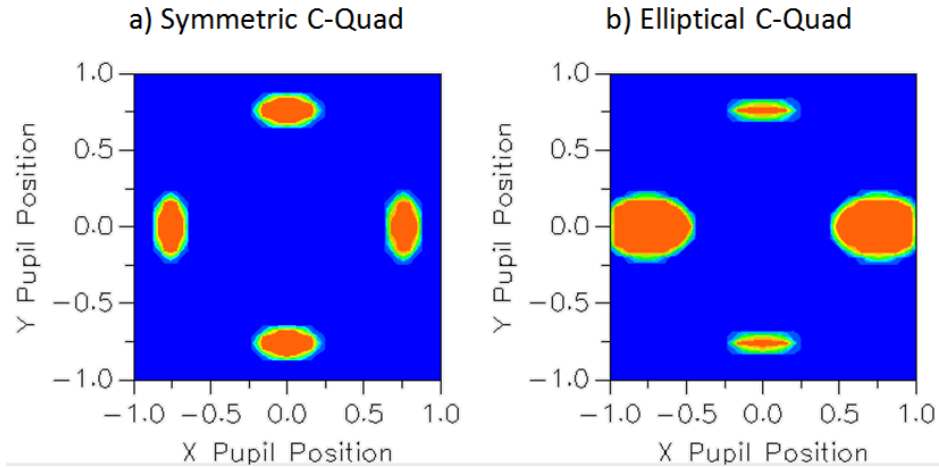 a) Symmetric C-Quad
b) Elliptical C-Quad
1.0
0.5
0.0
−0.5
−1.0
Y Pupil Position
−1.0 −0.5 0.0 0.5 1.0
X Pupil Position
1.0
0.5
0.0
−0.5
−1.0
Y Pupil Position
−1.0 −0.5 0.0 0.5 1.0
X Pupil Position